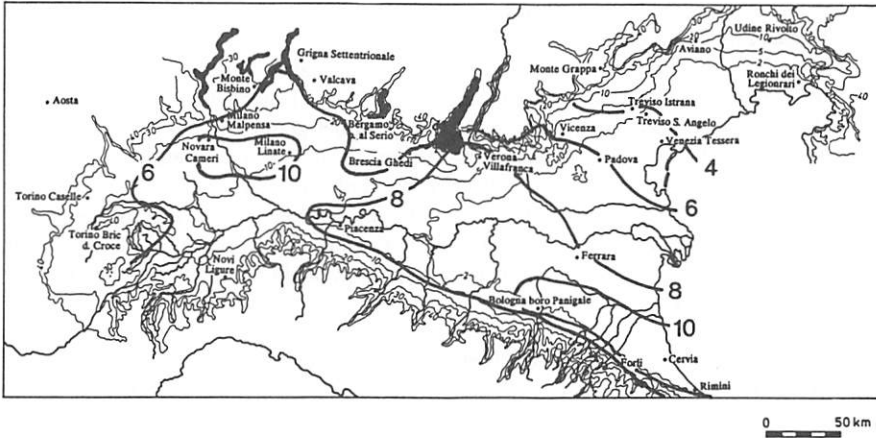 Udine Rivolto
Grigna Settentrionale
Aviano
Valcava
Monte Grappa
Ronchi dei
Legionari
Monte
Bisbino
Aosta
Treviso Istrana
Milano
Malpensa
Bergamo
al Serio
Treviso S. Angelo
Vicenza
Venezia Tessera
Novara
Cameri
Milano
Linate
Verona
Villafranca
Brescia Ghedi
Padova
4
6
10
8
6
Torino Caselle
Piacenza
Torino Bric
d. Croce
Novi
Ligure
Ferrara
8
Bologna boro Panigale
10
Forlì
Cervia
Rimini
0 50 km